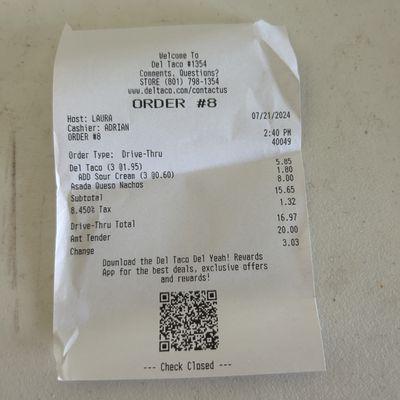 Welcome To
Del Taco #1354
Comments, Questions?
STORE (801) 798-1354
www.deltaco.com/contactus
ORDER #8
Host: LAURA 07/21/2024
Cashier: ADRIAN
ORDER #8 2:40 PM
40049
Order Type: Drive-Thru
Del Taco (3 @1.95) 5.85
ADD Sour Cream (3 @0.60) 1.80
Asada Queso Nachos 8.00
Subtotal 15.65
8.450% Tax 1.32
Drive-Thru Total 16.97
Amt Tender 20.00
Change 3.03
Download the Del Taco Del Yeah! Rewards
App for the best deals, exclusive offers
and rewards!
--- Check Closed ---